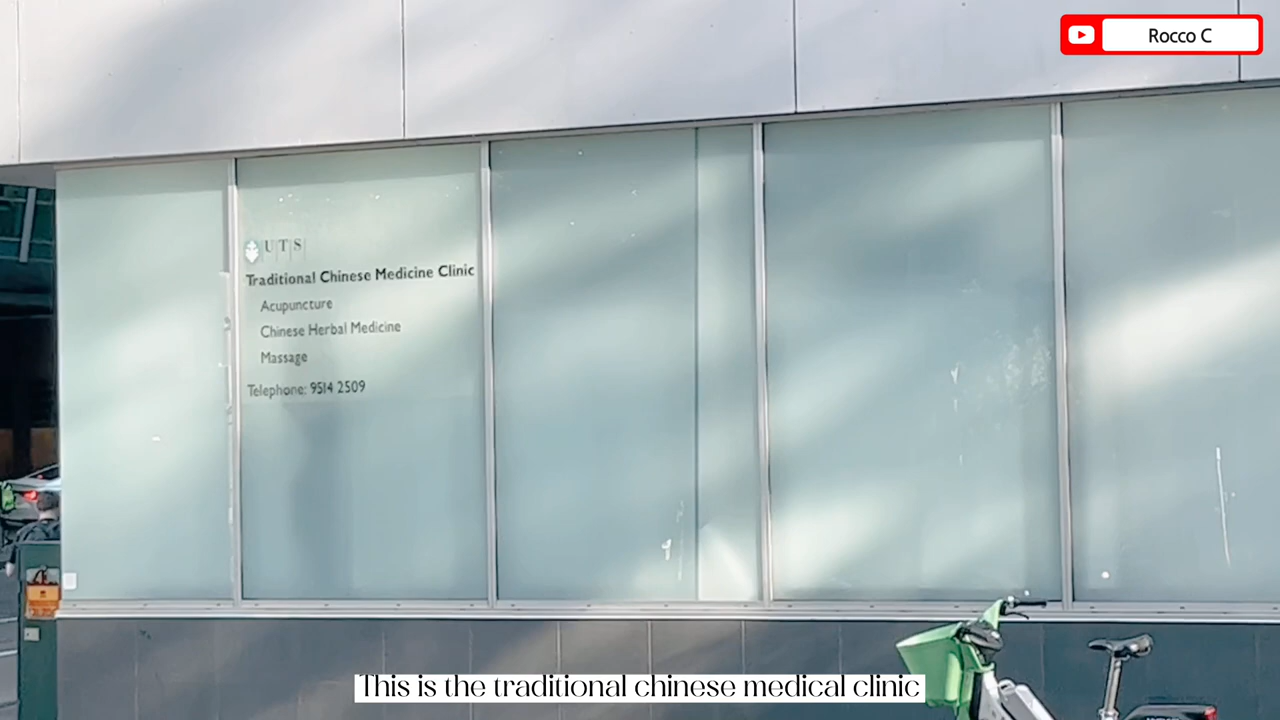 Rocco C
UTS
Traditional Chinese Medicine Clinic
Acupuncture
Chinese Herbal Medicine
Massage
Telephone: 9514 2509
This is the traditional chinese medical clinic